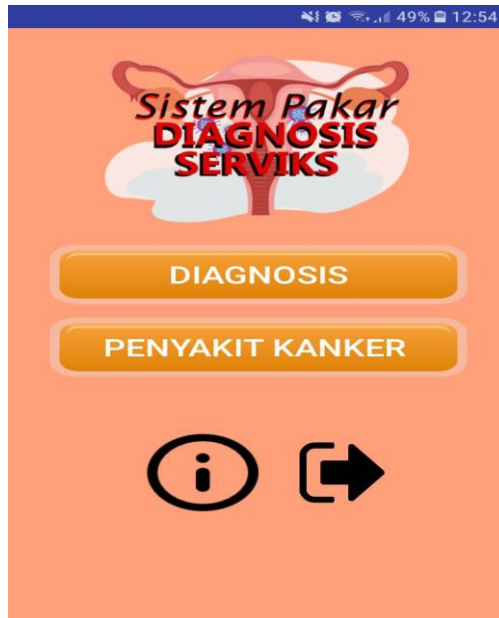 49% 12:54
Sistem Pakar
DIAGNOSIS
SERVIKS
DIAGNOSIS
PENYAKIT KANKER